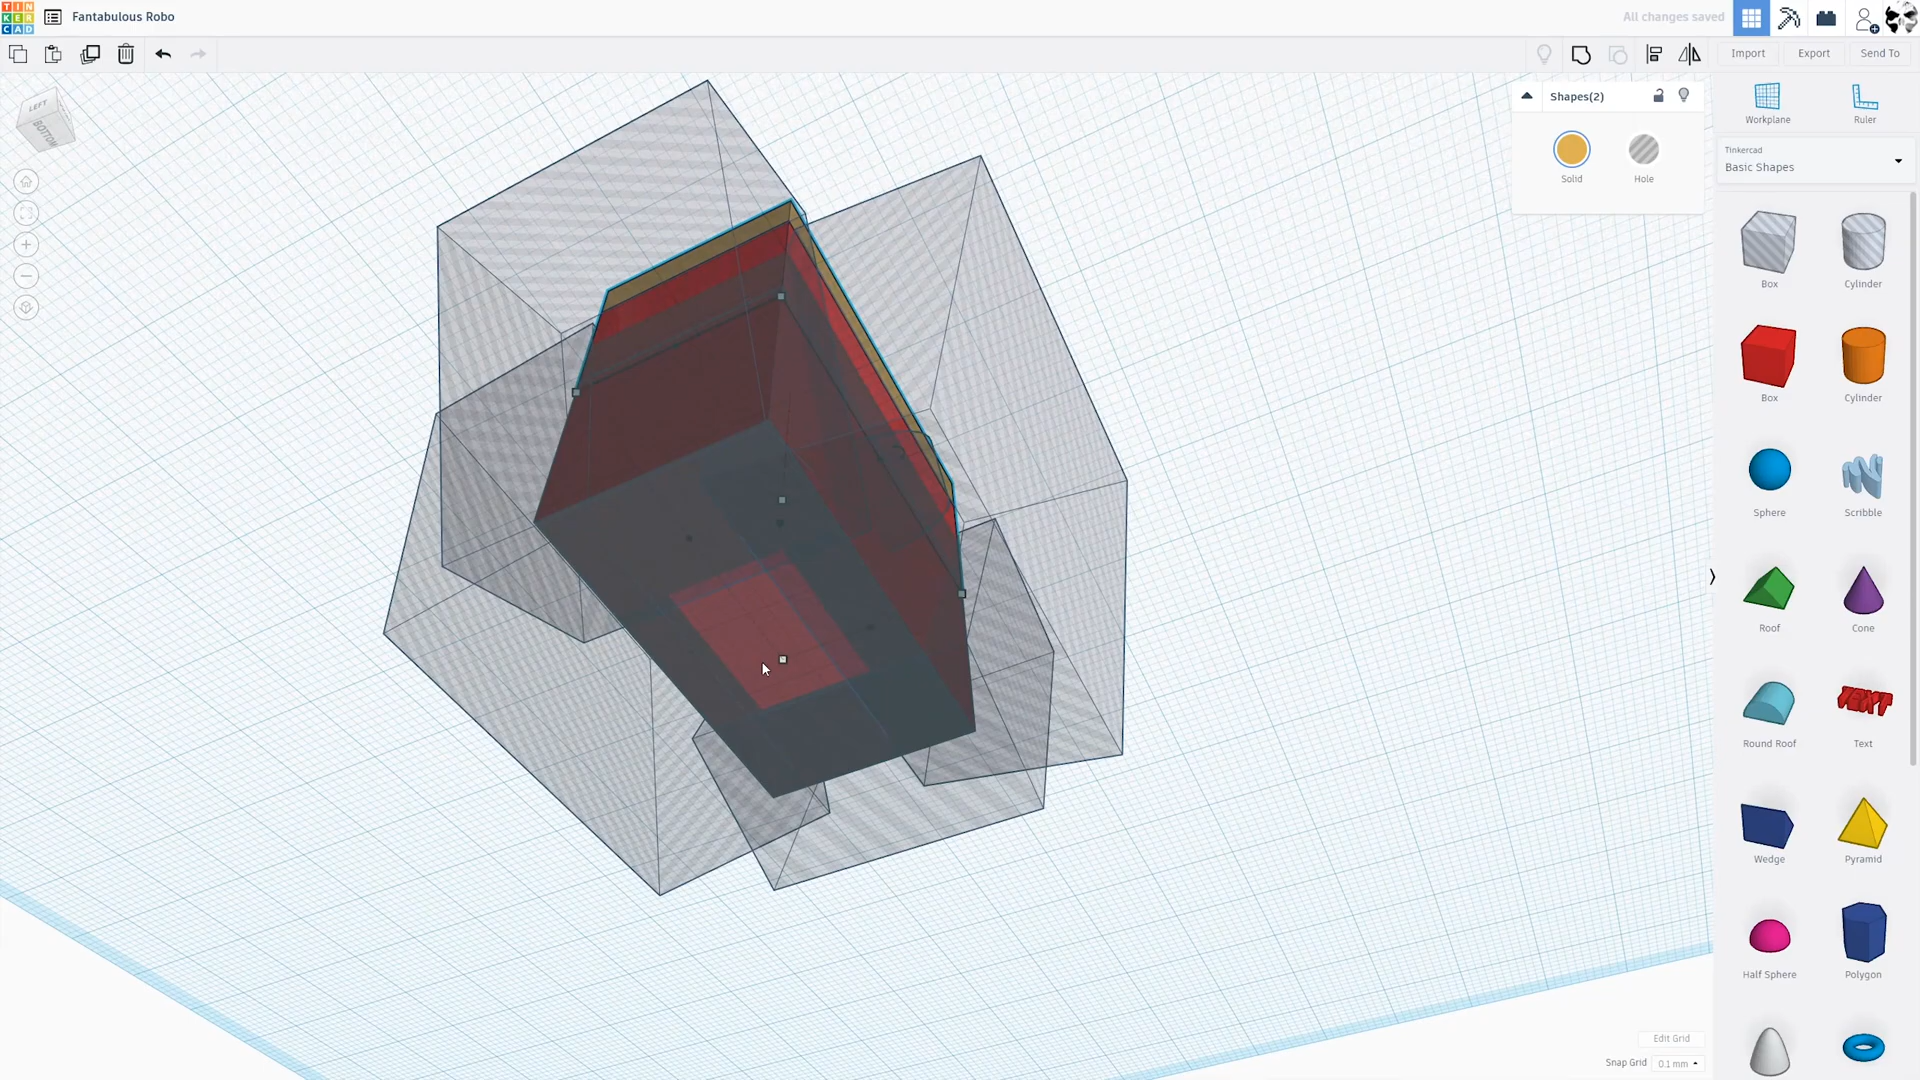 TIN
KER
CAD
Fantabulous Robo
All changes saved
Import
Export
Send To
LEFT
BOTTOM
Shapes(2)
Solid
Hole
Workplane
Ruler
Tinkercad
Basic Shapes
Box
Cylinder
Box
Cylinder
Sphere
Scribble
Roof
Cone
Round Roof
TEXT
Text
Wedge
Pyramid
Half Sphere
Polygon
Edit Grid
Snap Grid
0.1 mm